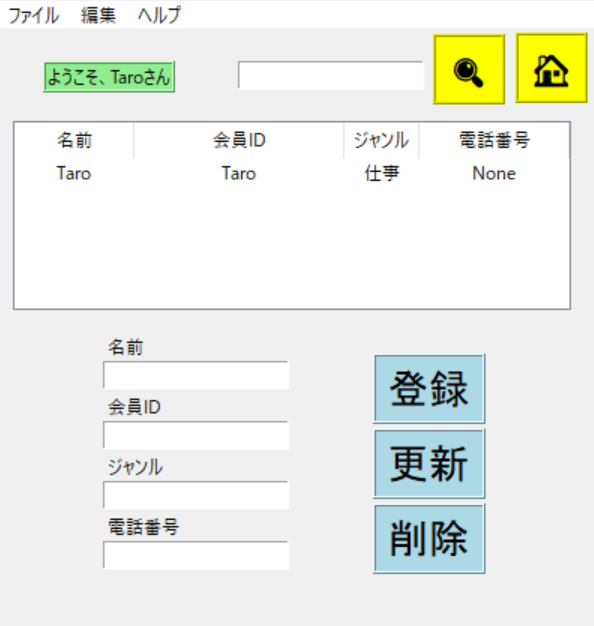 ファイル 編集 ヘルプ
ようこそ、Taroさん
名前 会員ID ジャンル 電話番号
Taro Taro 仕事 None
名前
会員ID
ジャンル
電話番号
登録
更新
削除